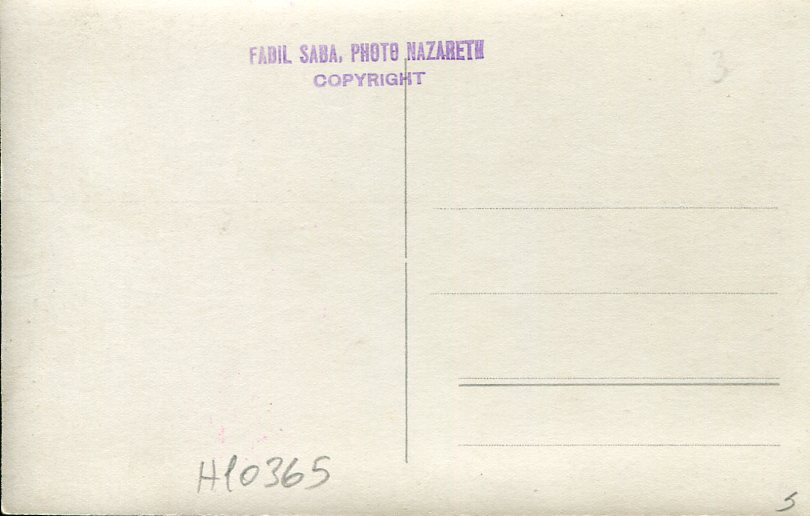 FADIL SABA, PHOTO NAZARETH
COPYRIGHT
3
H10365
5